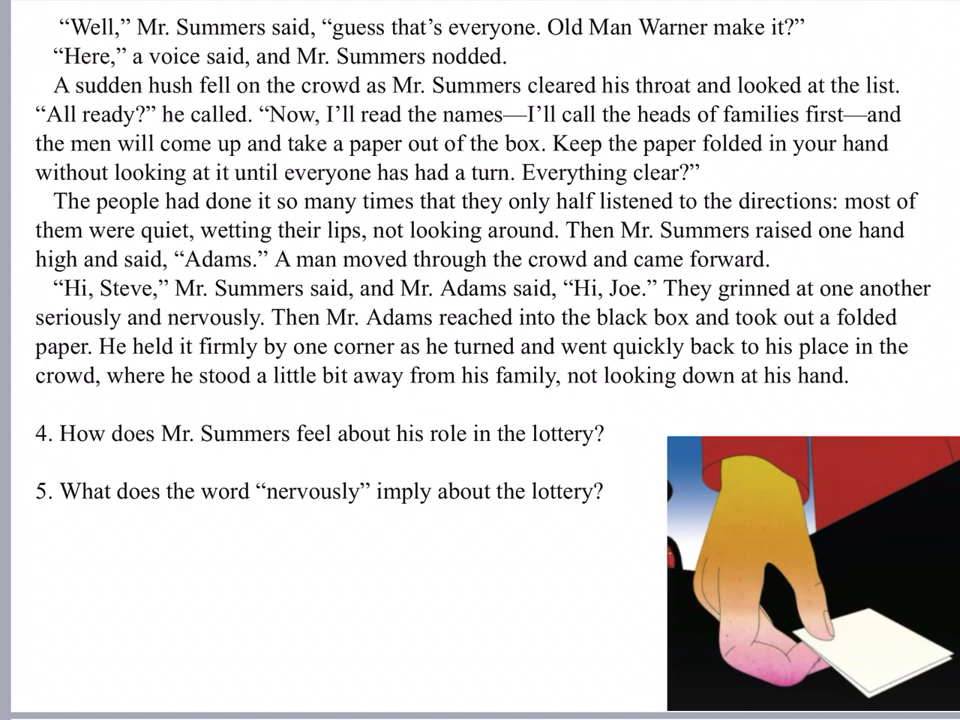 “Well,” Mr. Summers said, “guess that’s everyone. Old Man Warner make it?”
“Here,” a voice said, and Mr. Summers nodded.
A sudden hush fell on the crowd as Mr. Summers cleared his throat and looked at the list.
“All ready?” he called. “Now, I’ll read the names—I’ll call the heads of families first—and
the men will come up and take a paper out of the box. Keep the paper folded in your hand
without looking at it until everyone has had a turn. Everything clear?”
The people had done it so many times that they only half listened to the directions: most of
them were quiet, wetting their lips, not looking around. Then Mr. Summers raised one hand
high and said, “Adams.” A man moved through the crowd and came forward.
“Hi, Steve,” Mr. Summers said, and Mr. Adams said, “Hi, Joe.” They grinned at one another
seriously and nervously. Then Mr. Adams reached into the black box and took out a folded
paper. He held it firmly by one corner as he turned and went quickly back to his place in the
crowd, where he stood a little bit away from his family, not looking down at his hand.
4. How does Mr. Summers feel about his role in the lottery?
5. What does the word “nervously” imply about the lottery?